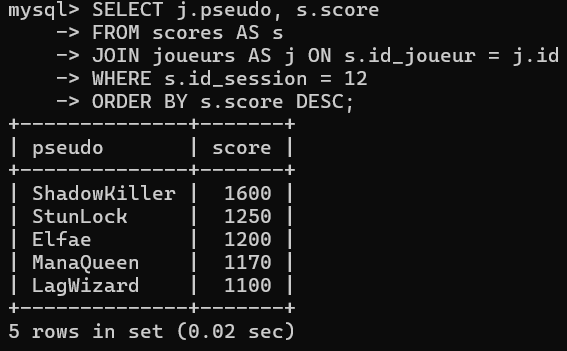 mysql> SELECT j.pseudo, s.score
    -> FROM scores AS s
    -> JOIN joueurs AS j ON s.id_joueur = j.id
    -> WHERE s.id_session = 12
    -> ORDER BY s.score DESC;
+--------------+-------+
| pseudo       | score |
+--------------+-------+
| ShadowKiller |  1600 |
| StunLock     |  1250 |
| Elfae        |  1200 |
| ManaQueen    |  1170 |
| LagWizard    |  1100 |
+--------------+-------+
5 rows in set (0.02 sec)